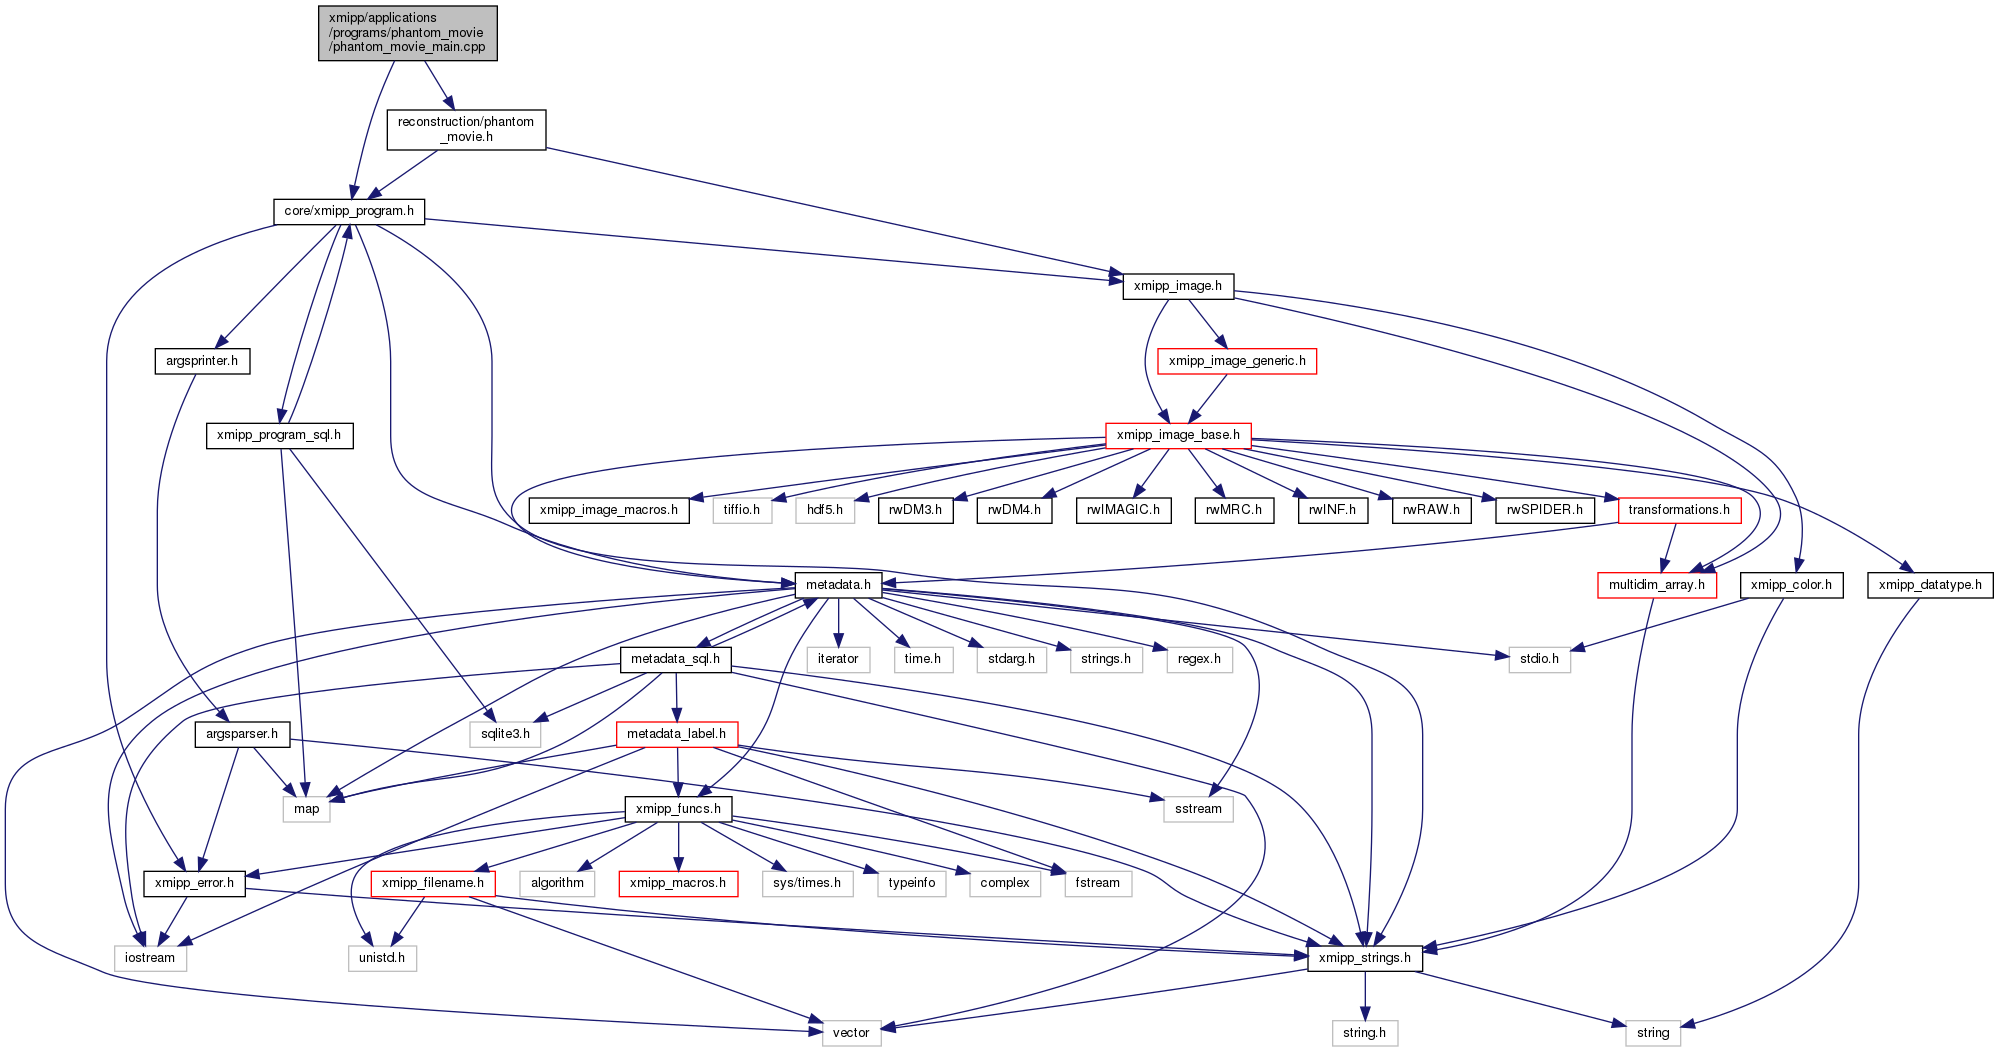 xmipp/applications
/programs/phantom_movie
/phantom_movie_main.cpp
reconstruction/phantom
_movie.h
core/xmipp_program.h
xmipp_image.h
argsprinter.h
xmipp_image_generic.h
xmipp_program_sql.h
xmipp_image_base.h
xmipp_image_macros.h
tiffio.h
hdf5.h
rwDM3.h
rwDM4.h
rwIMAGIC.h
rwMRC.h
rwINF.h
rwRAW.h
rwSPIDER.h
transformations.h
metadata.h
multidim_array.h
xmipp_color.h
xmipp_datatype.h
metadata_sql.h
iterator
time.h
stdarg.h
strings.h
regex.h
stdio.h
argsparser.h
sqlite3.h
metadata_label.h
map
xmipp_funcs.h
sstream
xmipp_error.h
xmipp_filename.h
algorithm
xmipp_macros.h
sys/times.h
typeinfo
complex
fstream
iostream
unistd.h
xmipp_strings.h
vector
string.h
string